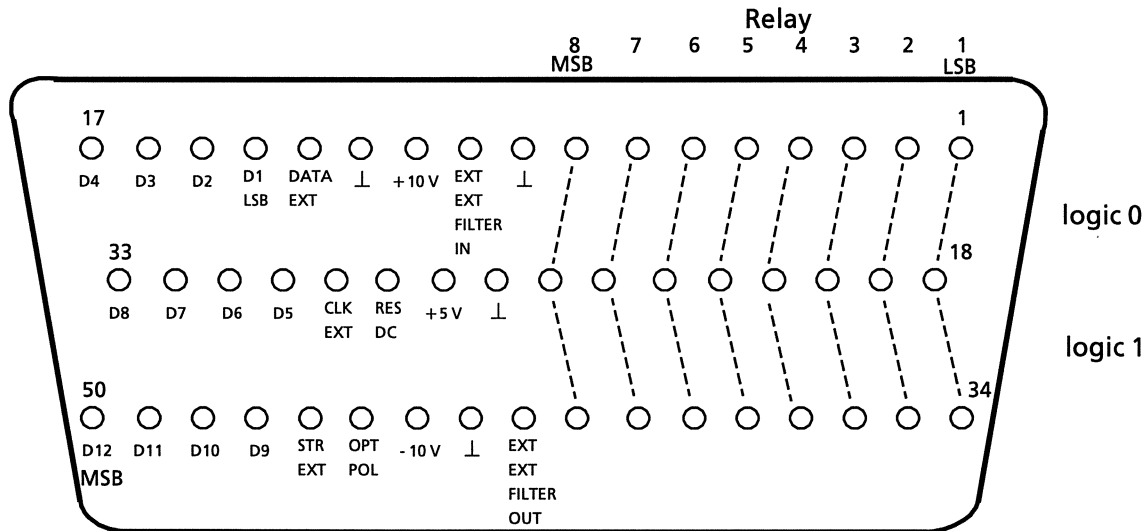 Relay
8 7 6 5 4 3 2 1
MSB LSB
17 1
D4 D3 D2 D1 DATA ⊥ +10 V EXT ⊥
LSB EXT EXT
FILTER
IN
logic 0
33 18
D8 D7 D6 D5 CLK RES +5 V ⊥
EXT DC
logic 1
50 34
D12 D11 D10 D9 STR OPT -10 V ⊥ EXT
MSB EXT POL EXT
FILTER
OUT